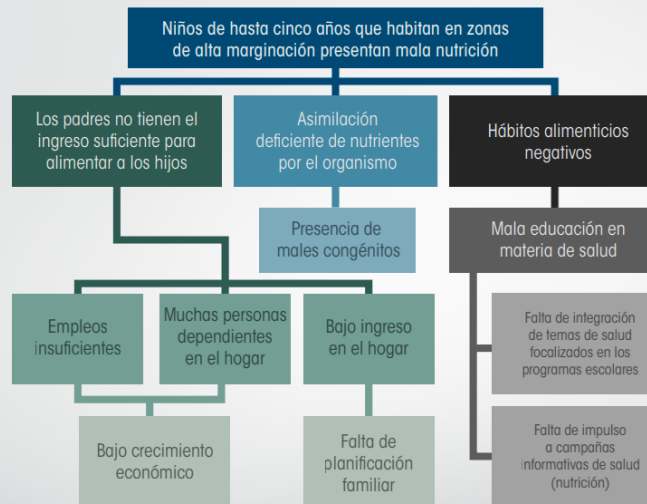 Niños de hasta cinco años que habitan en zonas
de alta marginación presentan mala nutrición
Los padres no tienen el
ingreso suficiente para
alimentar a los hijos
Asimilación
deficiente de nutrientes
por el organismo
Hábitos alimenticios
negativos
Presencia de
males congénitos
Mala educación en
materia de salud
Empleos
insuficientes
Muchas personas
dependientes
en el hogar
Bajo ingreso
en el hogar
Falta de integración
de temas de salud
focalizados en los
programas escolares
Bajo crecimiento
económico
Falta de
planificación
familiar
Falta de impulso
a campañas
informativas de salud
(nutrición)